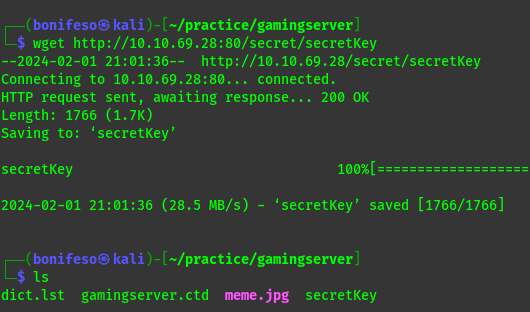 ┌──(bonifeso㉿kali)-[~/practice/gamingserver]
└─$ wget http://10.10.69.28:80/secret/secretKey
--2024-02-01 21:01:36--  http://10.10.69.28/secret/secretKey
Connecting to 10.10.69.28:80... connected.
HTTP request sent, awaiting response... 200 OK
Length: 1766 (1.7K)
Saving to: ‘secretKey’
secretKey                                100%[===================
2024-02-01 21:01:36 (28.5 MB/s) - ‘secretKey’ saved [1766/1766]
┌──(bonifeso㉿kali)-[~/practice/gamingserver]
└─$ ls
dict.lst  gamingserver.ctd  meme.jpg  secretKey